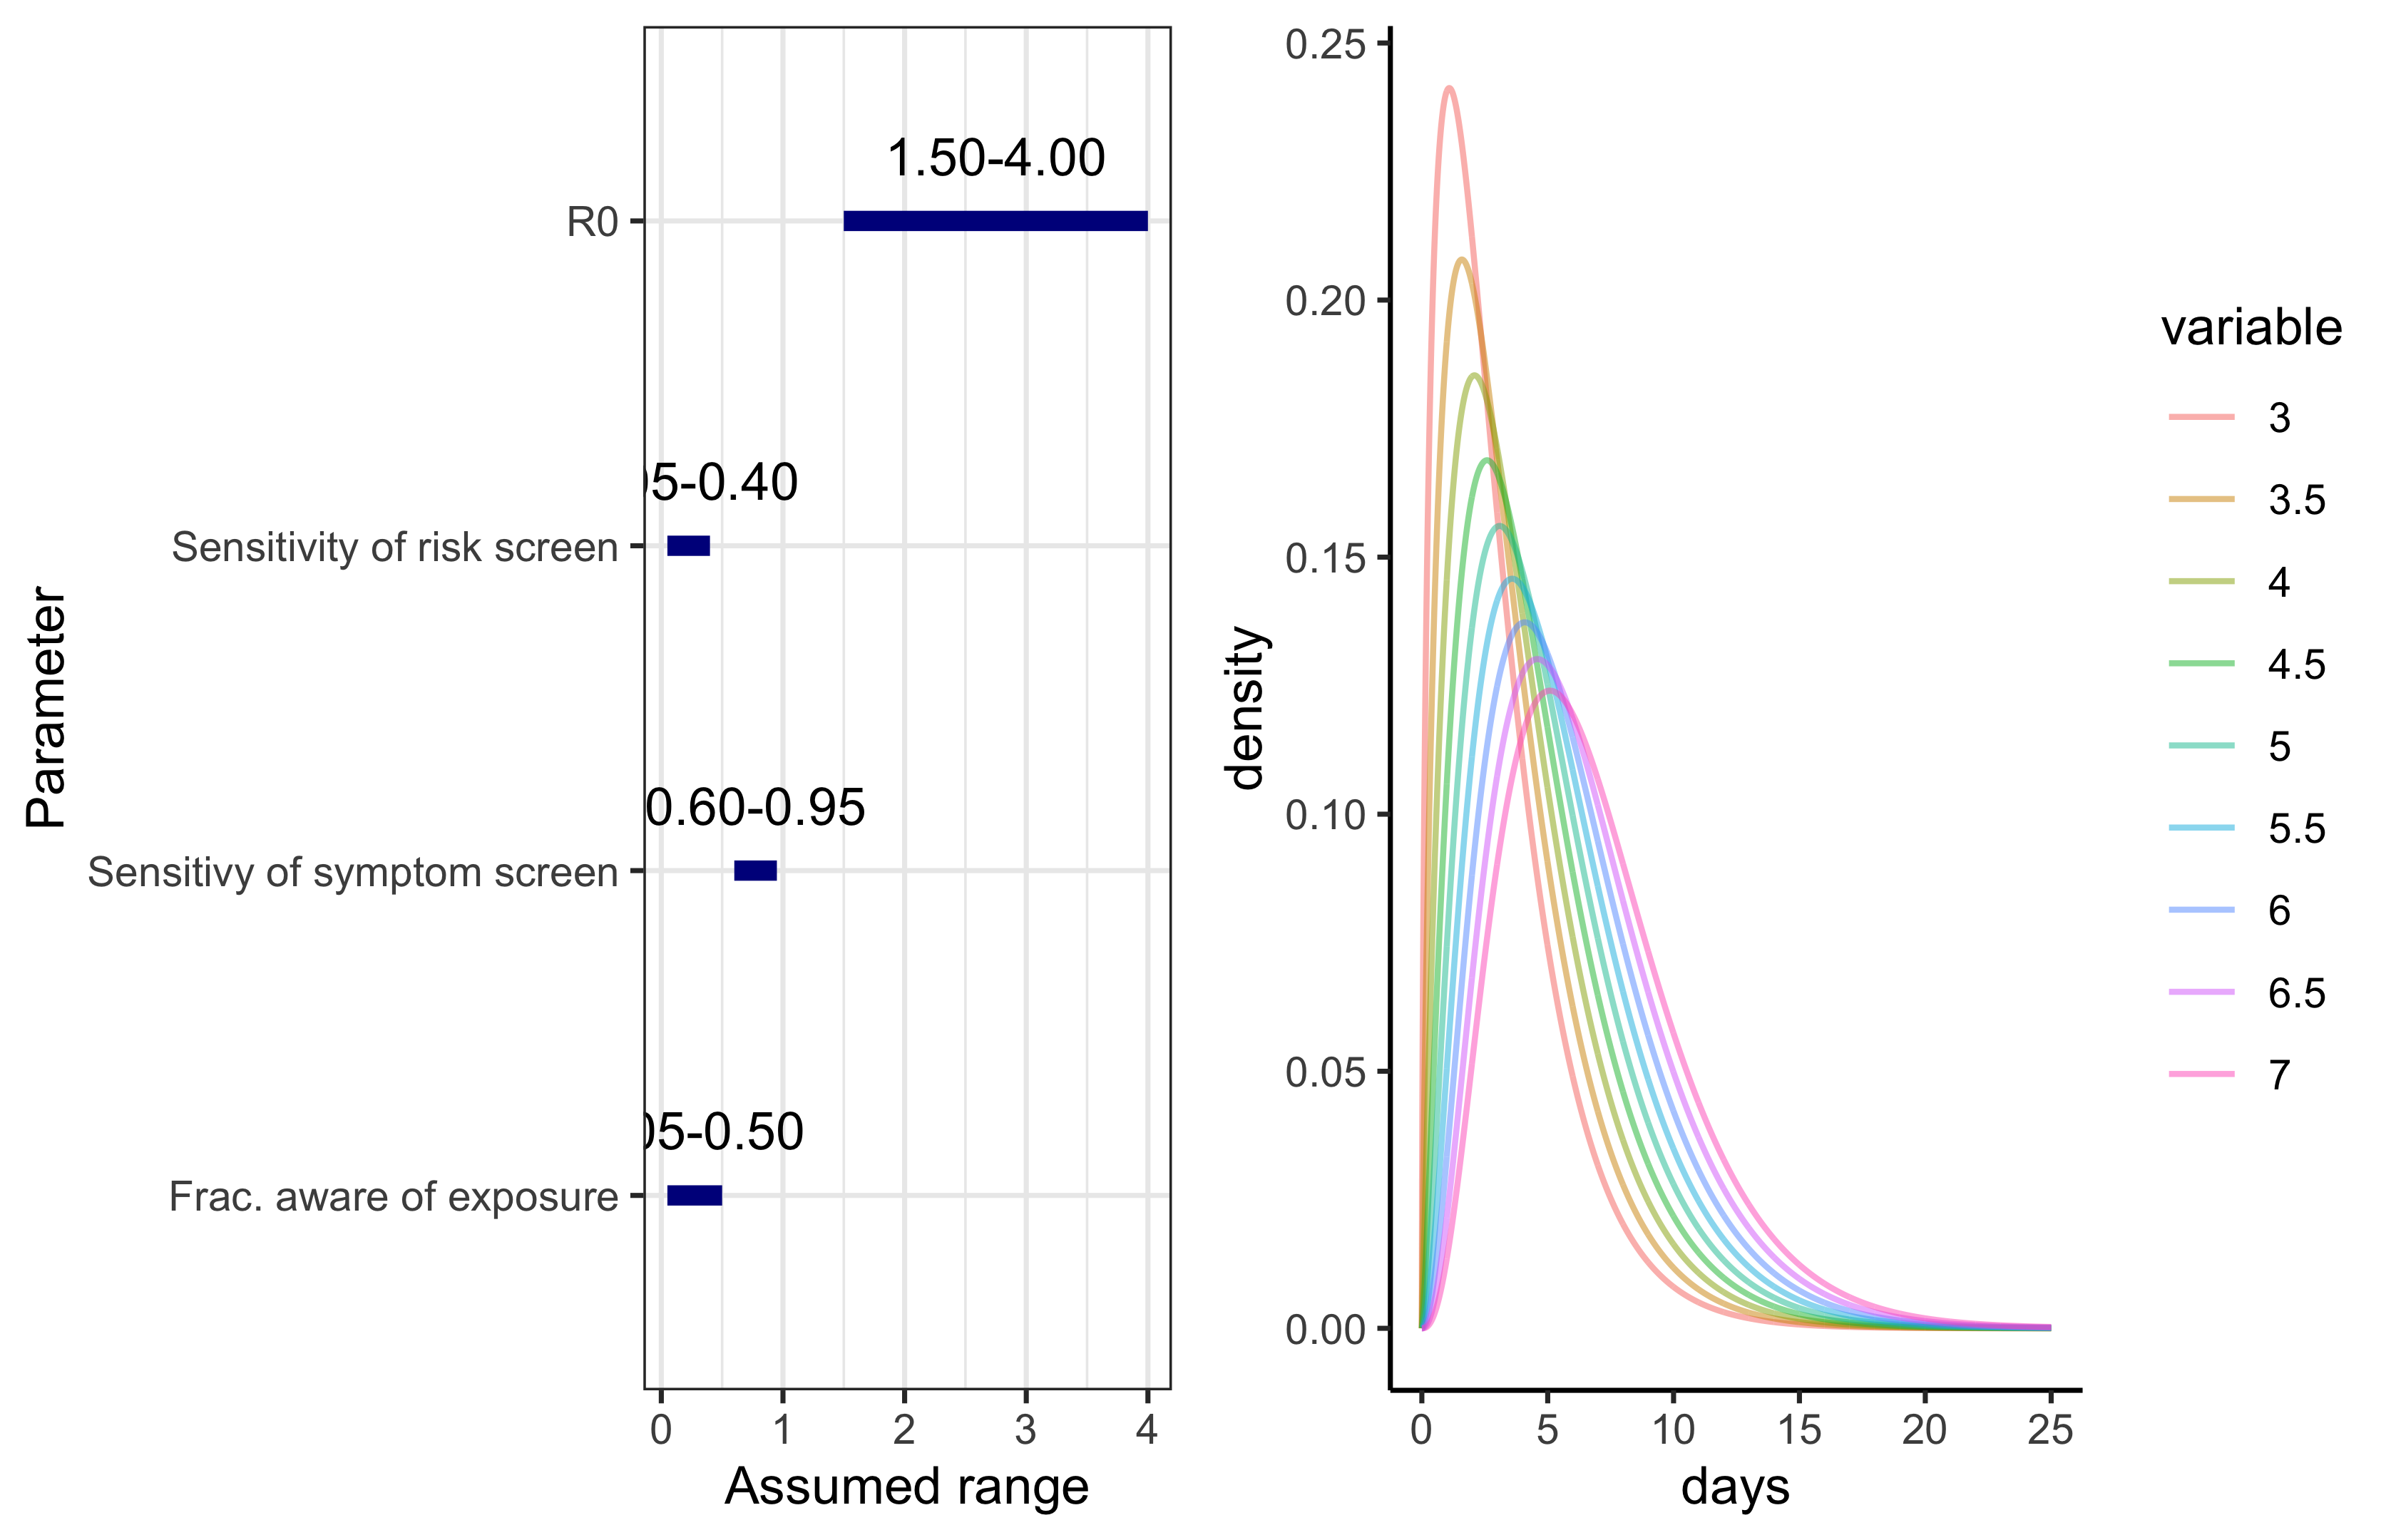 Parameter
R0
Sensitivity of risk screen
Sensitivy of symptom screen
Frac. aware of exposure
1.50-4.00
05-0.40
0.60-0.95
05-0.50
0 1 2 3 4
Assumed range
density
0.25
0.20
0.15
0.10
0.05
0.00
0 5 10 15 20 25
days
variable
3
3.5
4
4.5
5
5.5
6
6.5
7